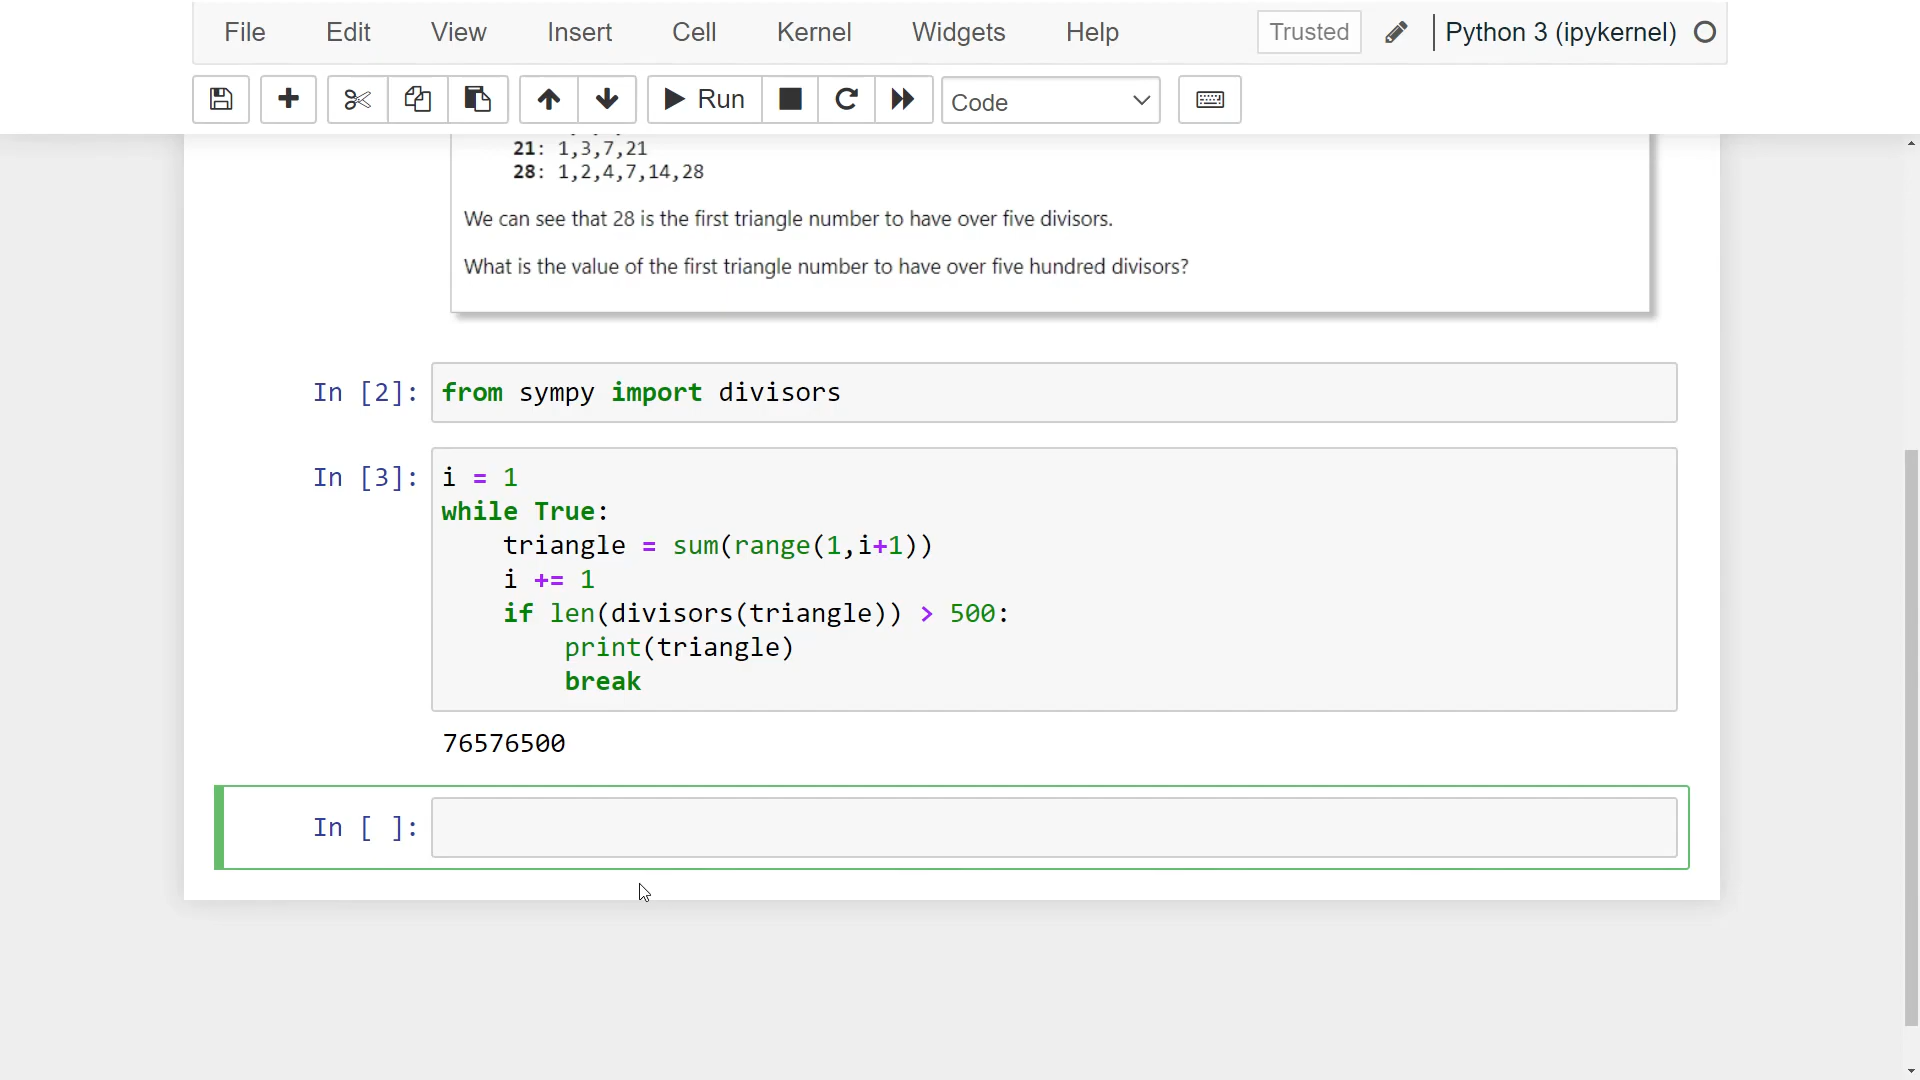 File Edit View Insert Cell Kernel Widgets Help Trusted Python 3 (ipykernel)
Run Code
21: 1,3,7,21
28: 1,2,4,7,14,28
We can see that 28 is the first triangle number to have over five divisors.
What is the value of the first triangle number to have over five hundred divisors?
In [2]: from sympy import divisors
In [3]: i = 1
while True:
    triangle = sum(range(1,i+1))
    i += 1
    if len(divisors(triangle)) > 500:
        print(triangle)
        break
76576500
In [ ]: